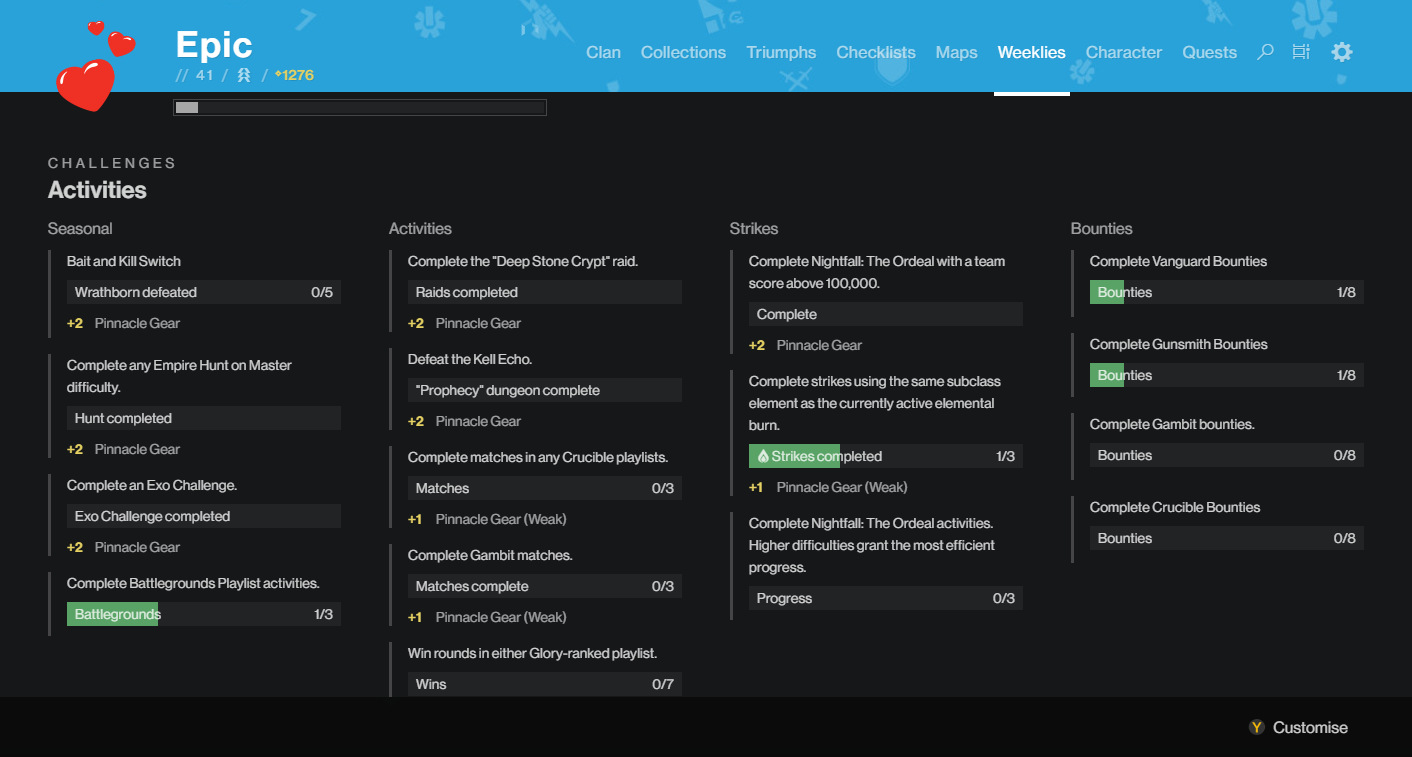 Epic
// 41 / / 1276
Clan Collections Triumphs Checklists Maps Weeklies Character Quests
CHALLENGES
Activities
Seasonal
Bait and Kill Switch
Wrathborn defeated 0/5
+2 Pinnacle Gear
Complete any Empire Hunt on Master
difficulty.
Hunt completed
+2 Pinnacle Gear
Complete an Exo Challenge.
Exo Challenge completed
+2 Pinnacle Gear
Complete Battlegrounds Playlist activities.
Battlegrounds 1/3
Activities
Complete the "Deep Stone Crypt" raid.
Raids completed
+2 Pinnacle Gear
Defeat the Kell Echo.
"Prophecy" dungeon complete
+2 Pinnacle Gear
Complete matches in any Crucible playlists.
Matches 0/3
+1 Pinnacle Gear (Weak)
Complete Gambit matches.
Matches complete 0/3
+1 Pinnacle Gear (Weak)
Win rounds in either Glory-ranked playlist.
Wins 0/7
Strikes
Complete Nightfall: The Ordeal with a team
score above 100,000.
Complete
+2 Pinnacle Gear
Complete strikes using the same subclass
element as the currently active elemental
burn.
Strikes completed 1/3
+1 Pinnacle Gear (Weak)
Complete Nightfall: The Ordeal activities.
Higher difficulties grant the most efficient
progress.
Progress 0/3
Bounties
Complete Vanguard Bounties
Bounties 1/8
Complete Gunsmith Bounties
Bounties 1/8
Complete Gambit bounties.
Bounties 0/8
Complete Crucible Bounties
Bounties 0/8
Y Customise